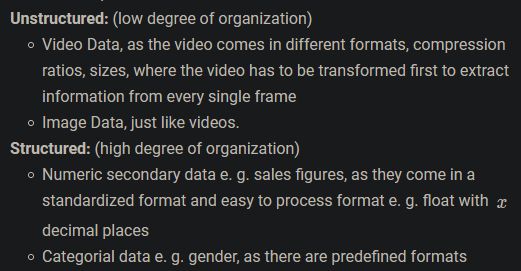 Unstructured: (low degree of organization)
Video Data, as the video comes in different formats, compression
ratios, sizes, where the video has to be transformed first to extract
information from every single frame
Image Data, just like videos.
Structured: (high degree of organization)
Numeric secondary data e. g. sales figures, as they come in a
standardized format and easy to process format e. g. float with x
decimal places
Categorial data e. g. gender, as there are predefined formats